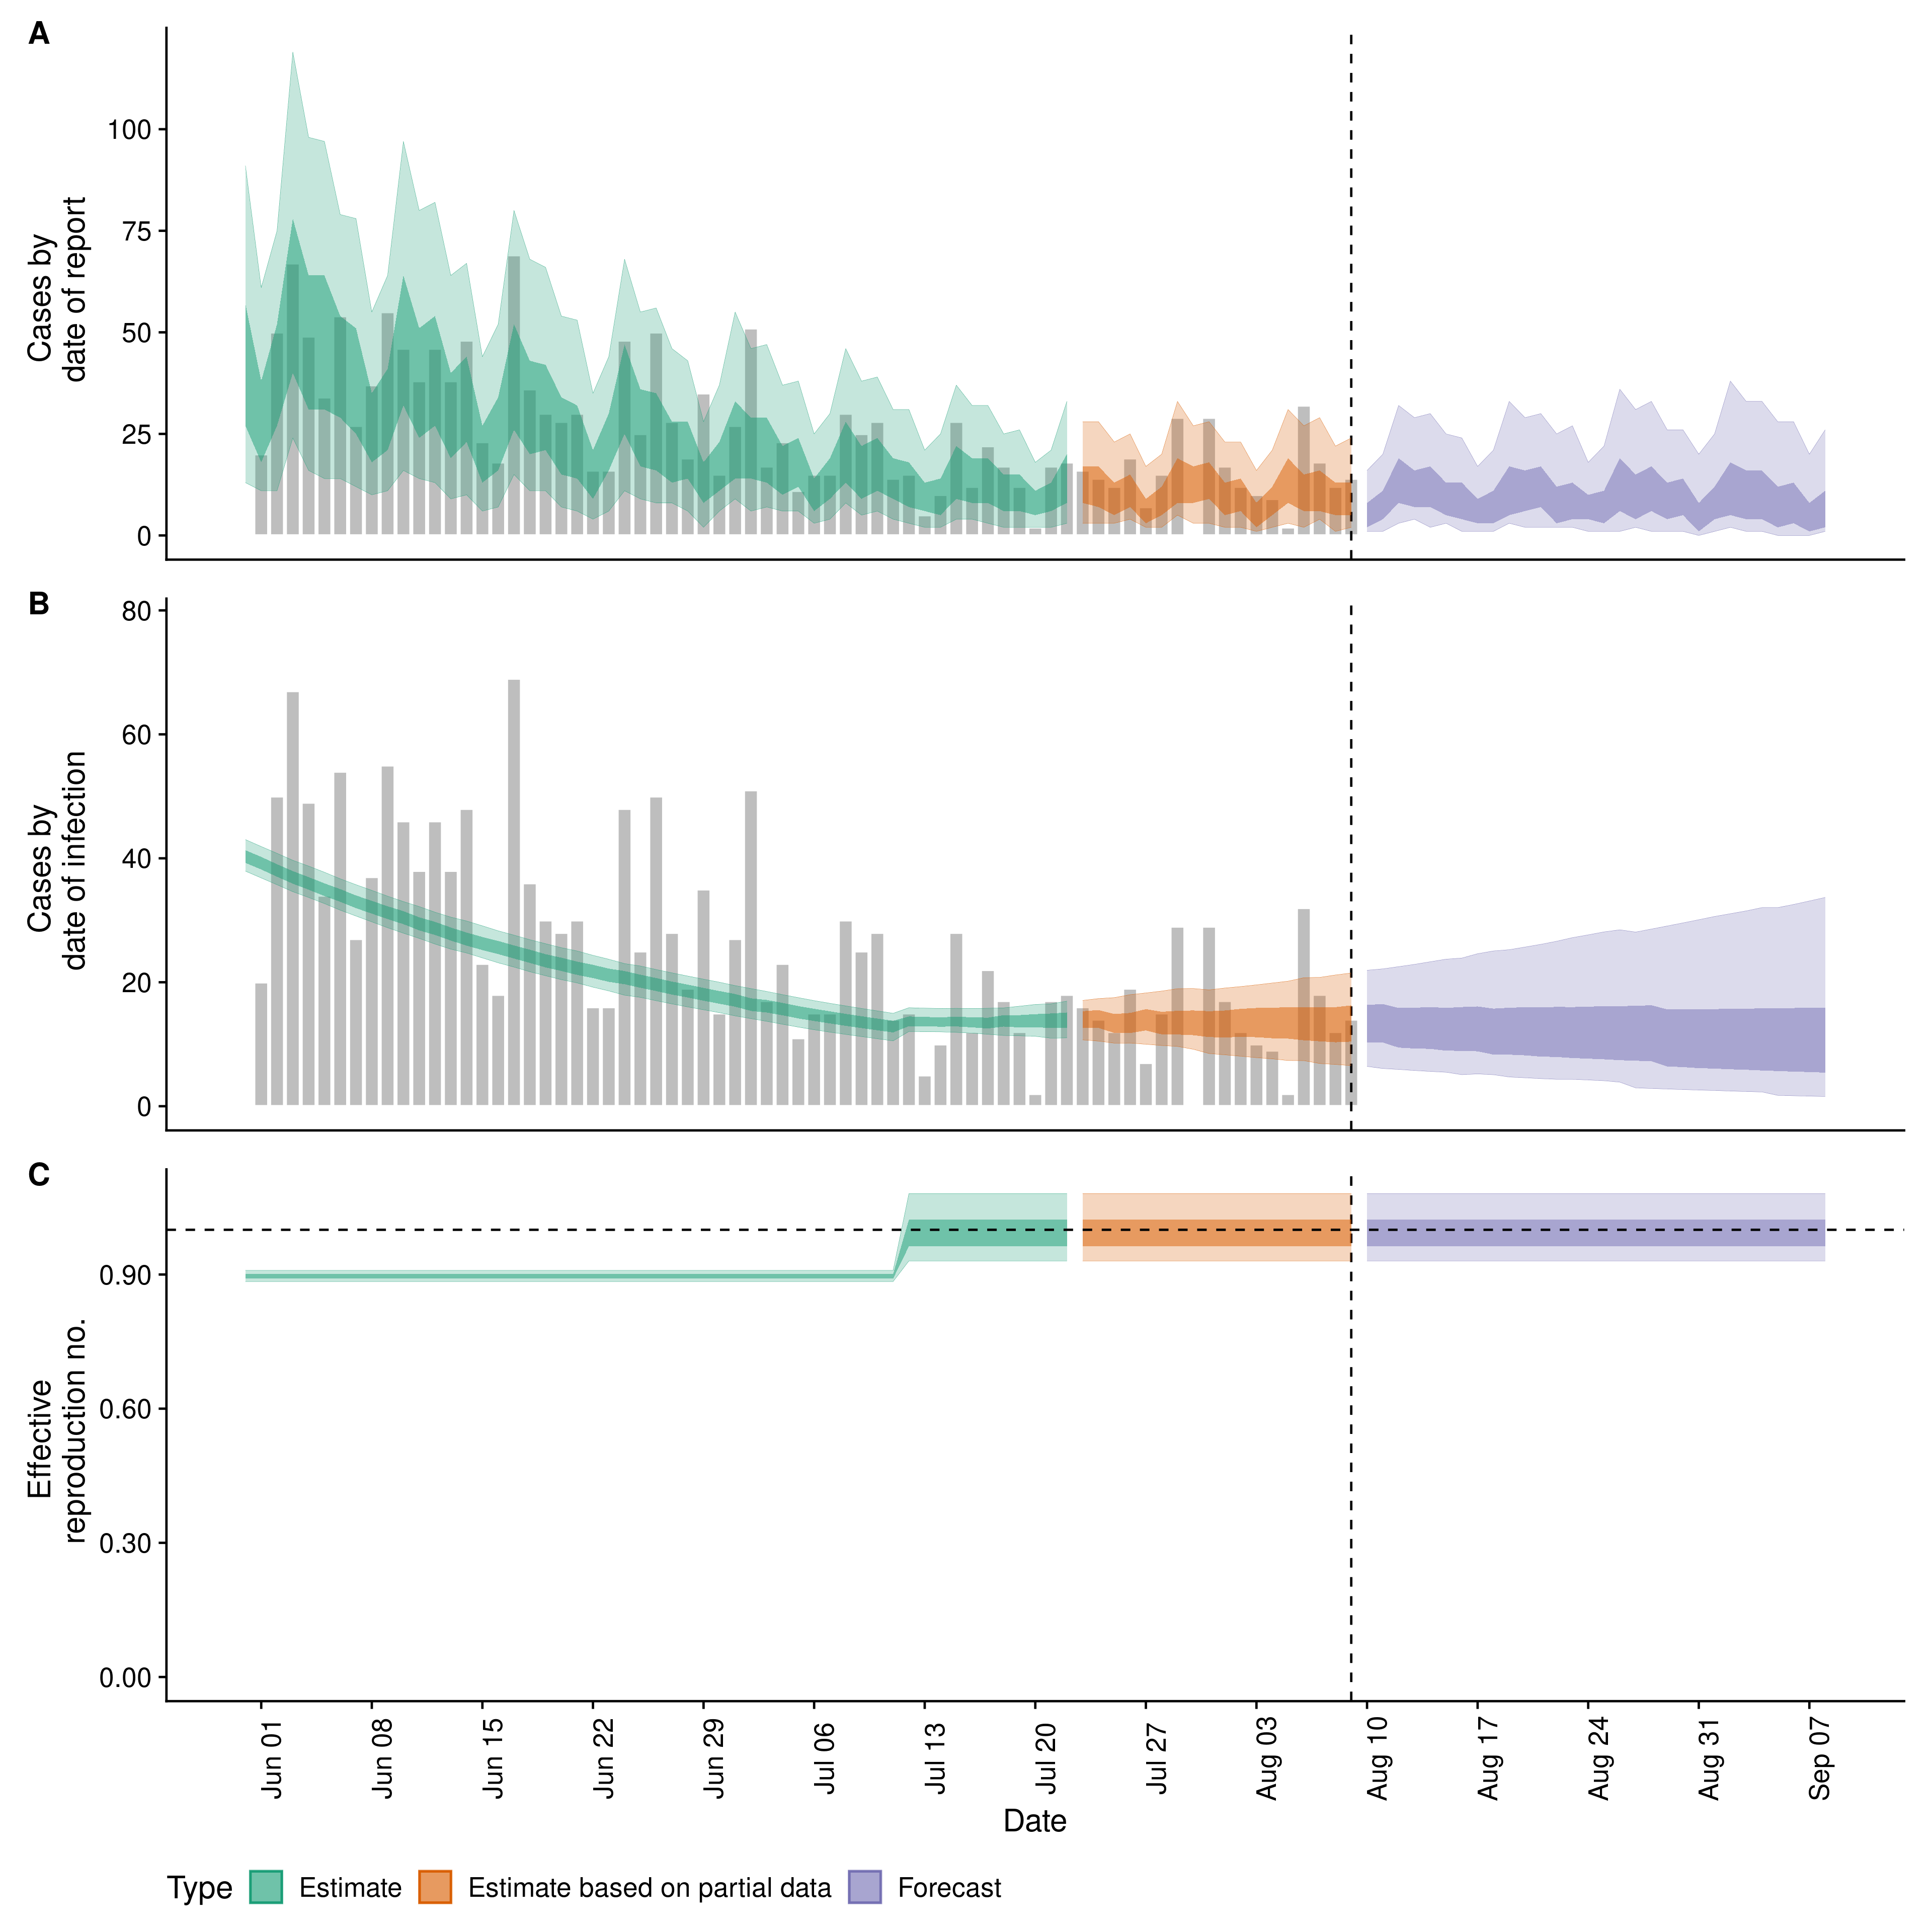 A
Cases by
date of report
100
75
50
25
0
B
Cases by
date of infection
80
60
40
20
0
C
Effective
reproduction no.
0.90
0.60
0.30
0.00
Jun 01
Jun 08
Jun 15
Jun 22
Jun 29
Jul 06
Jul 13
Jul 20
Jul 27
Aug 03
Aug 10
Aug 17
Aug 24
Aug 31
Sep 07
Date
Type Estimate Estimate based on partial data Forecast